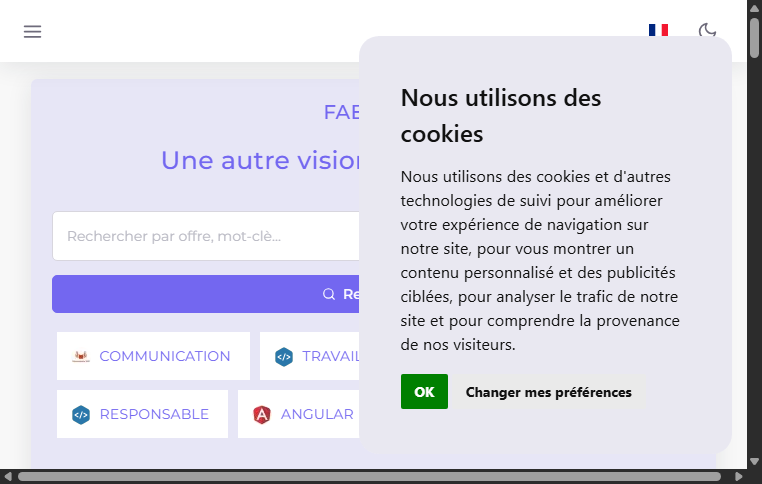 FAB
Une autre vision
Rechercher par offre, mot-clè...
Re
COMMUNICATION
TRAVAIL
RESPONSABLE
ANGULAR
Nous utilisons des
cookies
Nous utilisons des cookies et d'autres
technologies de suivi pour améliorer
votre expérience de navigation sur
notre site, pour vous montrer un
contenu personnalisé et des publicités
ciblées, pour analyser le trafic de notre
site et pour comprendre la provenance
de nos visiteurs.
OK
Changer mes préférences